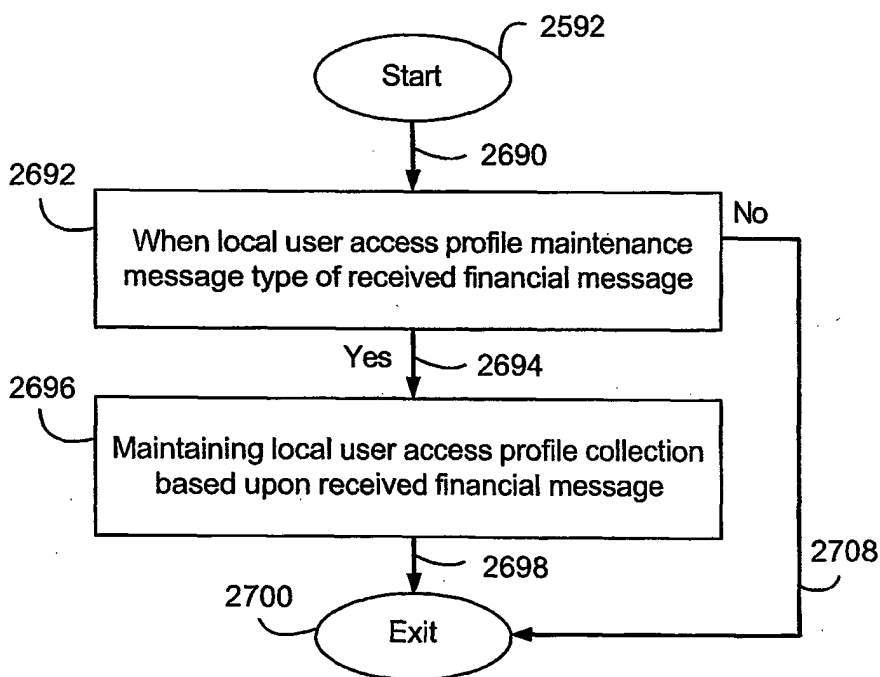 2592
Start
2690
2692
No
When local user access profile maintenance
message type of received financial message
Yes
2694
2696
Maintaining local user access profile collection
based upon received financial message
2698
2708
2700
Exit